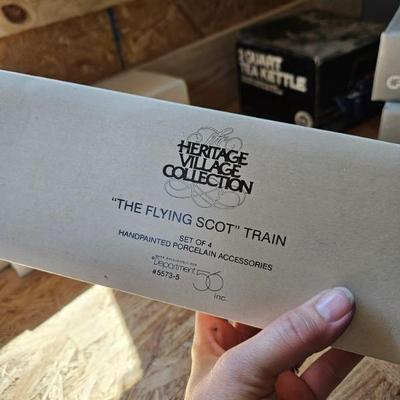 2 QUART
TEA KETTLE
The
HERITAGE
VILLAGE
COLLECTION
"THE FLYING SCOT" TRAIN
SET OF 4
HANDPAINTED PORCELAIN ACCESSORIES
Department 56 inc.
#5573-5